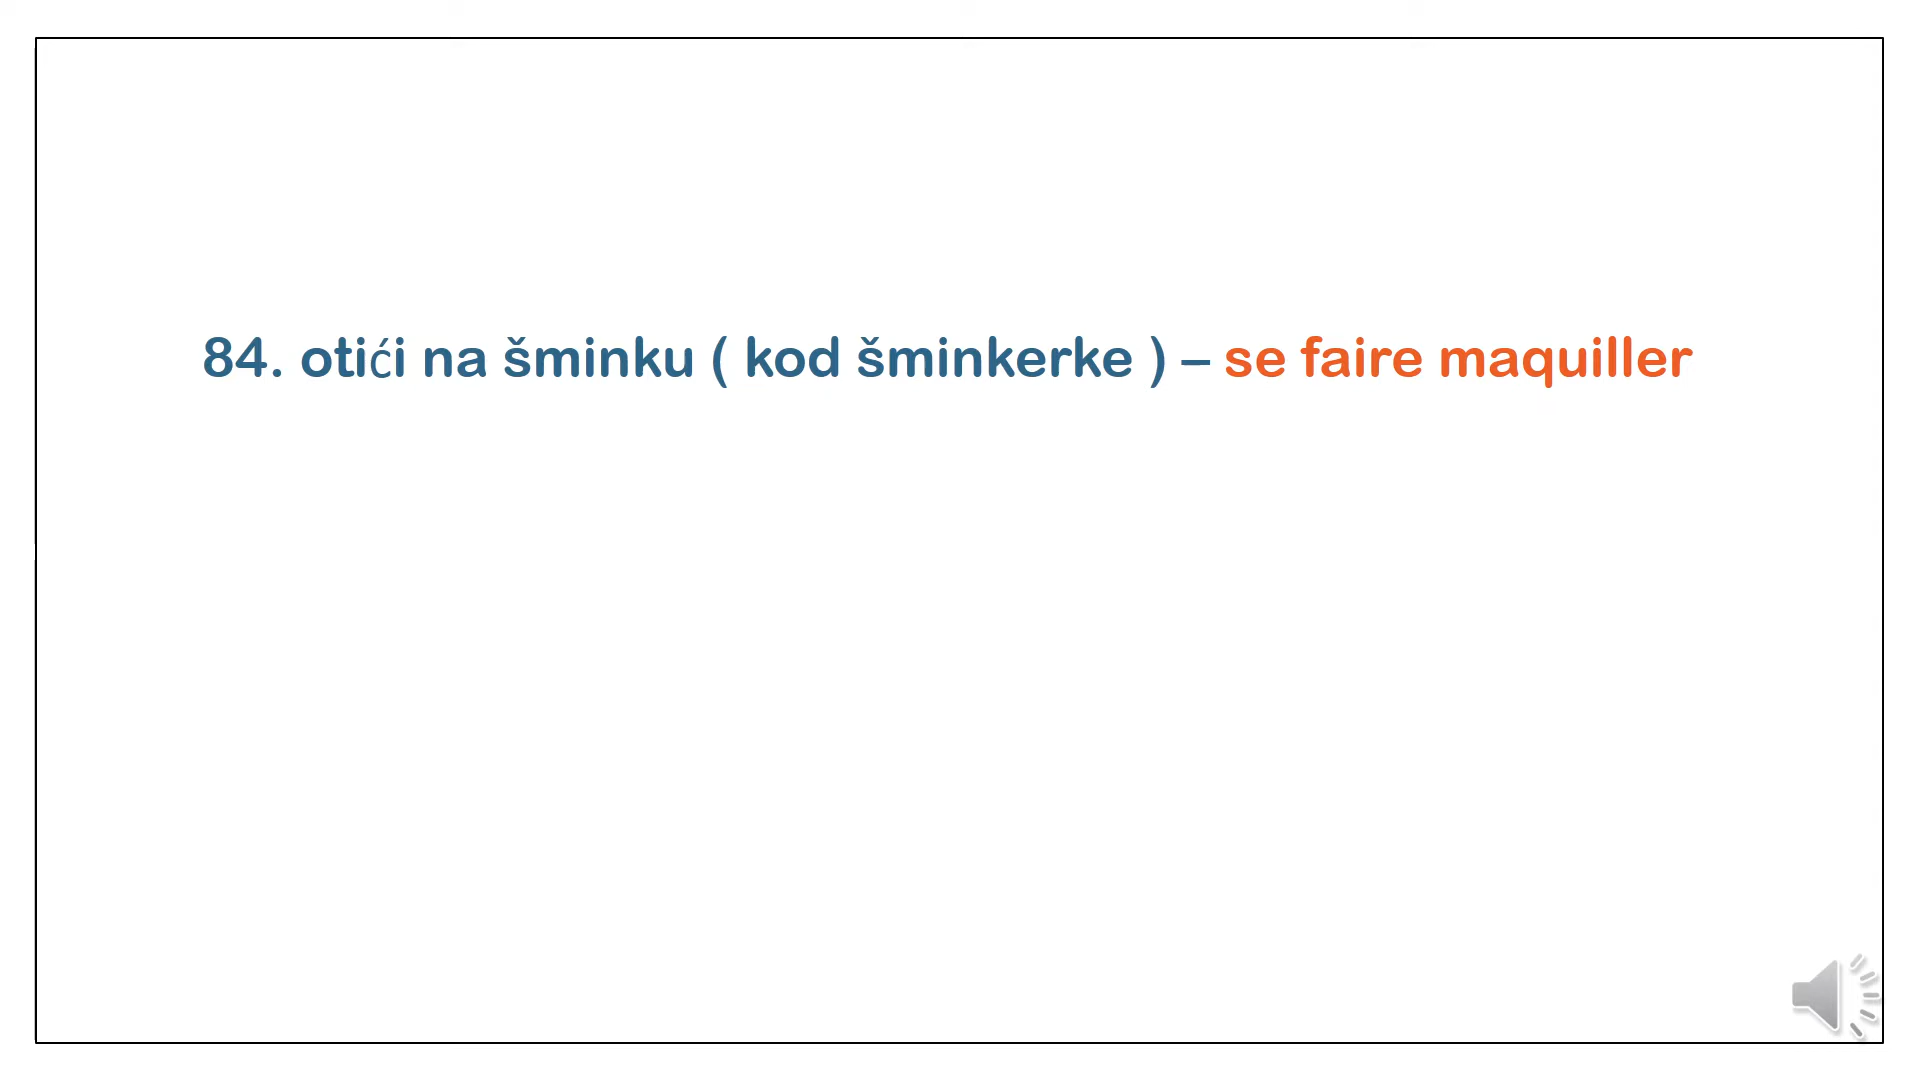 84. otići na šminku ( kod šminkerke ) – se faire maquiller